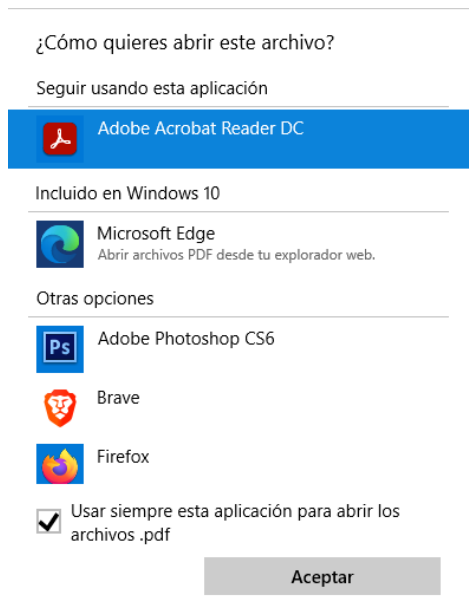 ¿Cómo quieres abrir este archivo?
Seguir usando esta aplicación
Adobe Acrobat Reader DC
Incluido en Windows 10
Microsoft Edge
Abrir archivos PDF desde tu explorador web.
Otras opciones
Ps
Adobe Photoshop CS6
Brave
Firefox
Usar siempre esta aplicación para abrir los
archivos .pdf
Aceptar